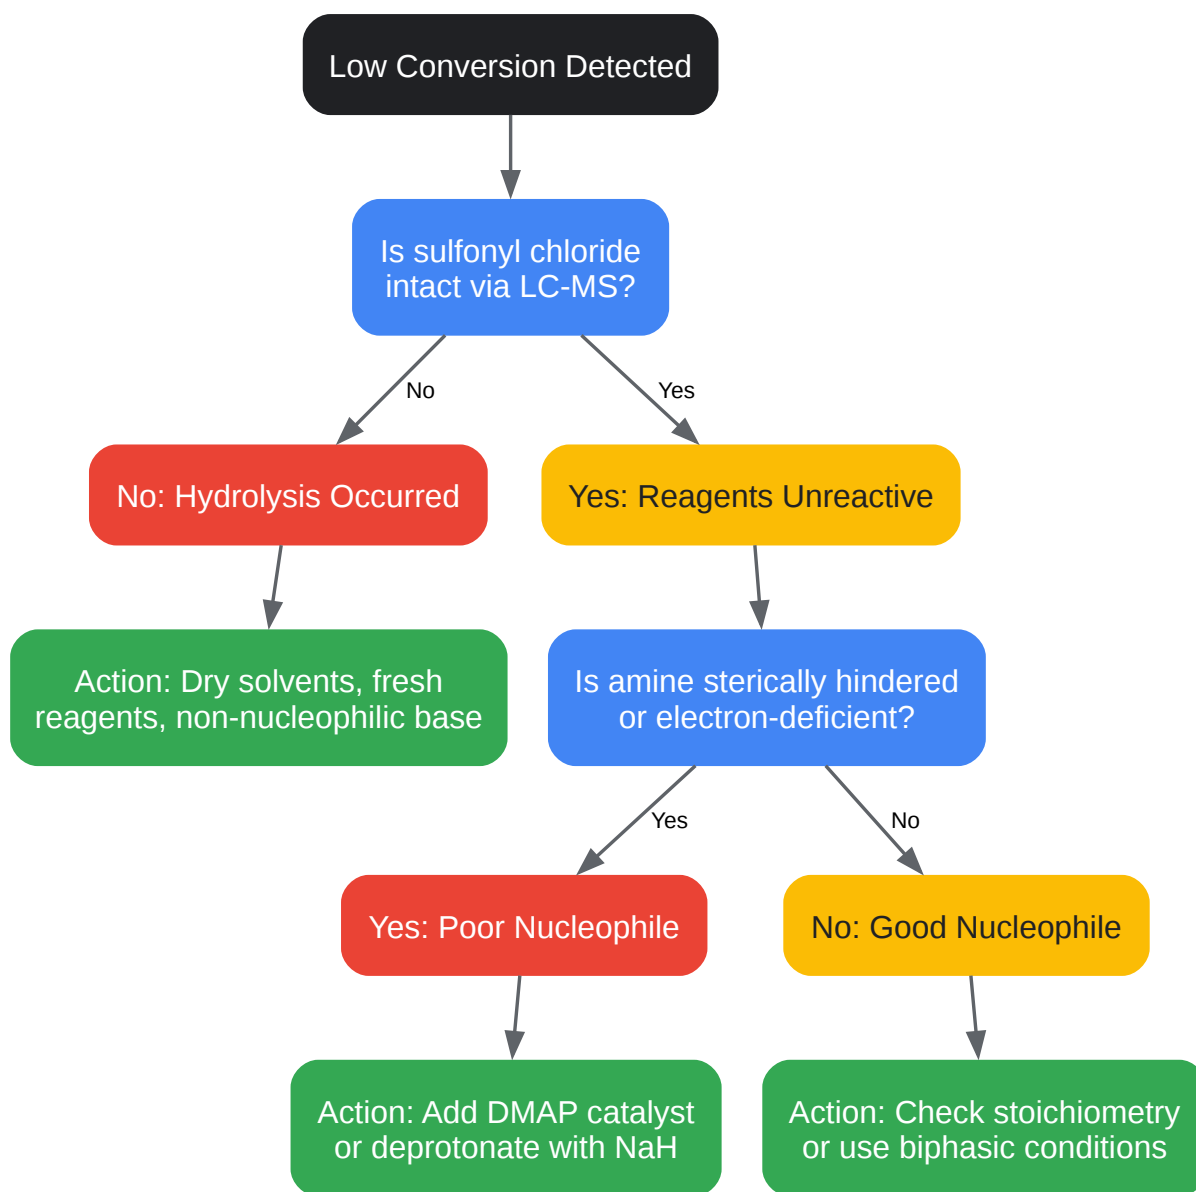 Low Conversion Detected
Is sulfonyl chloride
intact via LC-MS?
No
Yes
No: Hydrolysis Occurred
Yes: Reagents Unreactive
Action: Dry solvents, fresh
reagents, non-nucleophilic base
Is amine sterically hindered
or electron-deficient?
Yes
No
Yes: Poor Nucleophile
No: Good Nucleophile
Action: Add DMAP catalyst
or deprotonate with NaH
Action: Check stoichiometry
or use biphasic conditions